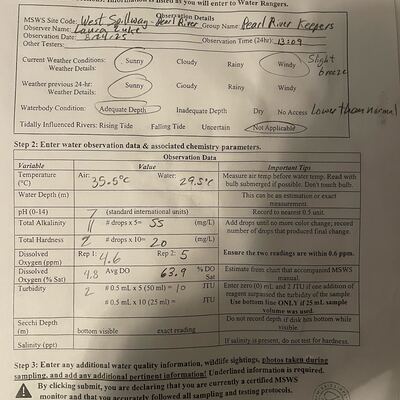 Information is listed as you will enter to Water Rangers.
Observation Details
MSWS Site Code: West Spillway - Pearl River Group Name: Pearl River Keepers
Observer Name: Laura
Observation Date: 8/24/25 Observation Time (24hr): 13:09
Other Testers:
Current Weather Conditions: Sunny Cloudy Rainy Windy Slight breeze
Weather Details:
Weather previous 24-hr: Sunny Cloudy Rainy Windy
Weather Details:
Waterbody Condition: Adequate Depth Inadequate Depth Dry No Access Lower than normal
Tidally Influenced Rivers: Rising Tide Falling Tide Uncertain Not Applicable
Step 2: Enter water observation data & associated chemistry parameters.
Observation Data
Variable Value Important Tips
Temperature (°C) Air: 35.5°C Water: 29.5°C Measure air temp before water temp. Read with bulb submerged if possible. Don't touch bulb.
Water Depth (m) This can be an estimation or exact measurement.
pH (0-14) 7 (standard international units) Record to nearest 0.5 unit.
Total Alkalinity 11 # drops x 5= 55 (mg/L) Add drops until no more color change; record number of drops that produced final change.
Total Hardness 2 # drops x 10= 20 (mg/L)
Dissolved Oxygen (ppm) Rep 1: 4.6 Rep 2: 5 Ensure the two readings are within 0.6 ppm.
Dissolved Oxygen (% Sat) 4.8 Avg DO 63.9 % DO Sat Estimate from chart that accompanied MSWS manual.
Turbidity 2 # 0.5 mL x 5 (50 ml) = 10 JTU Enter zero (0) mL and 2 JTU if one addition of reagent surpassed the turbidity of the sample
# 0.5 mL x 10 (25 ml) = JTU Use bottom line ONLY if 25 mL sample volume was used.
Secchi Depth (m) bottom visible exact reading Do not record depth if disk hits bottom while visible.
Salinity (ppt) If salinity is present, do not test for hardness.
Step 3: Enter any additional water quality information, wildlife sightings, photos taken during
sampling, and add any additional pertinent information! Underlined information is required.
By clicking submit, you are declaring that you are currently a certified MSWS
monitor and that you accurately followed all sampling and testing protocols.